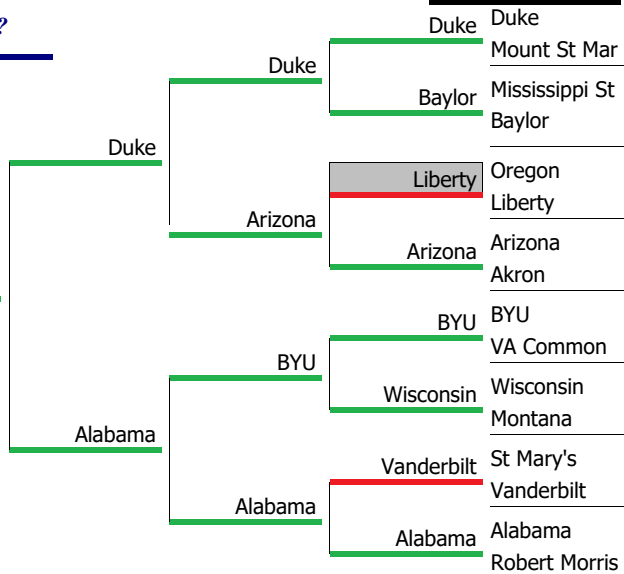 ?
Duke
Duke
Mount St Mar
Duke
Baylor
Mississippi St
Baylor
Duke
Liberty
Oregon
Liberty
Arizona
Arizona
Arizona
Akron
BYU
BYU
VA Common
BYU
Wisconsin
Wisconsin
Montana
Alabama
Vanderbilt
St Mary's
Vanderbilt
Alabama
Alabama
Alabama
Robert Morris